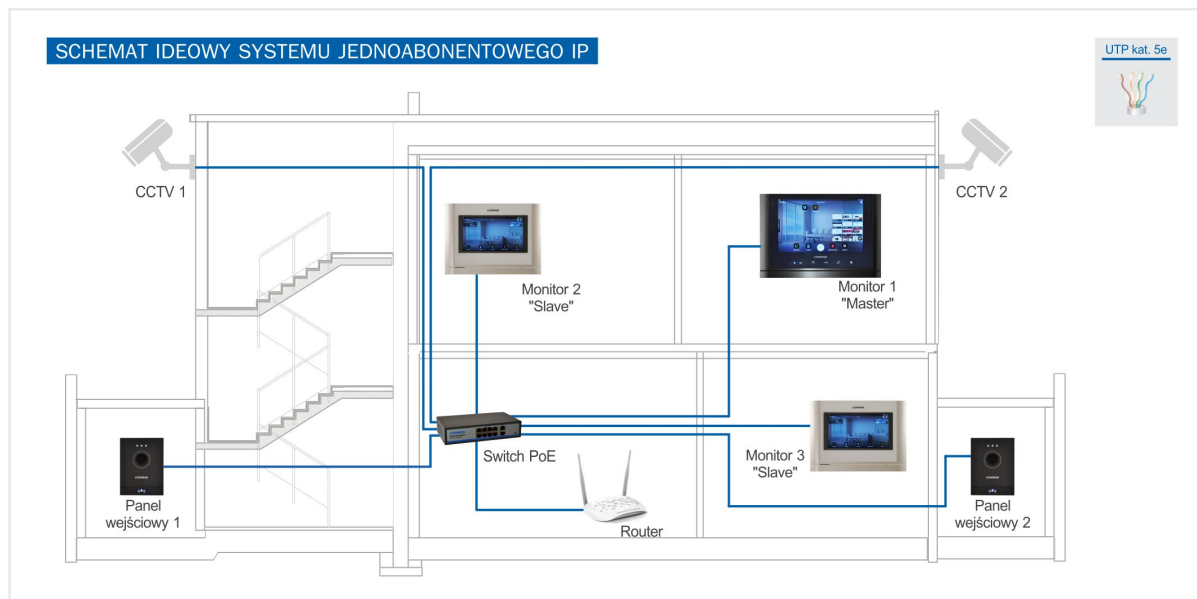 SCHEMAT IDEOWY SYSTEMU JEDNOABONENTOWEGO IP
UTP kat. 5e
CCTV 1
CCTV 2
Monitor 2
"Slave"
Monitor 1
"Master"
Switch PoE
Monitor 3
"Slave"
Panel
wejściowy 1
Router
Panel
wejściowy 2